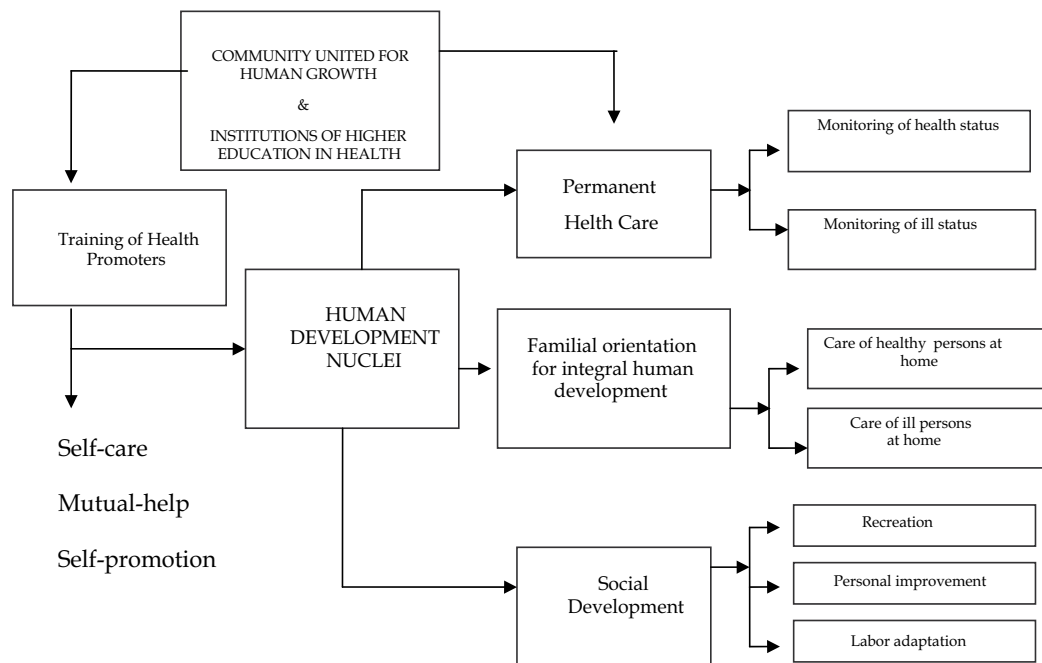 COMMUNITY UNITED FOR
HUMAN GROWTH
&
INSTITUTIONS OF HIGHER
EDUCATION IN HEALTH
Training of Health
Promoters
Self-care
Mutual-help
Self-promotion
HUMAN
DEVELOPMENT
NUCLEI
Permanent
Helth Care
Monitoring of health status
Monitoring of ill status
Familial orientation
for integral human
development
Care of healthy persons at
home
Care of ill persons
at home
Social
Development
Recreation
Personal improvement
Labor adaptation